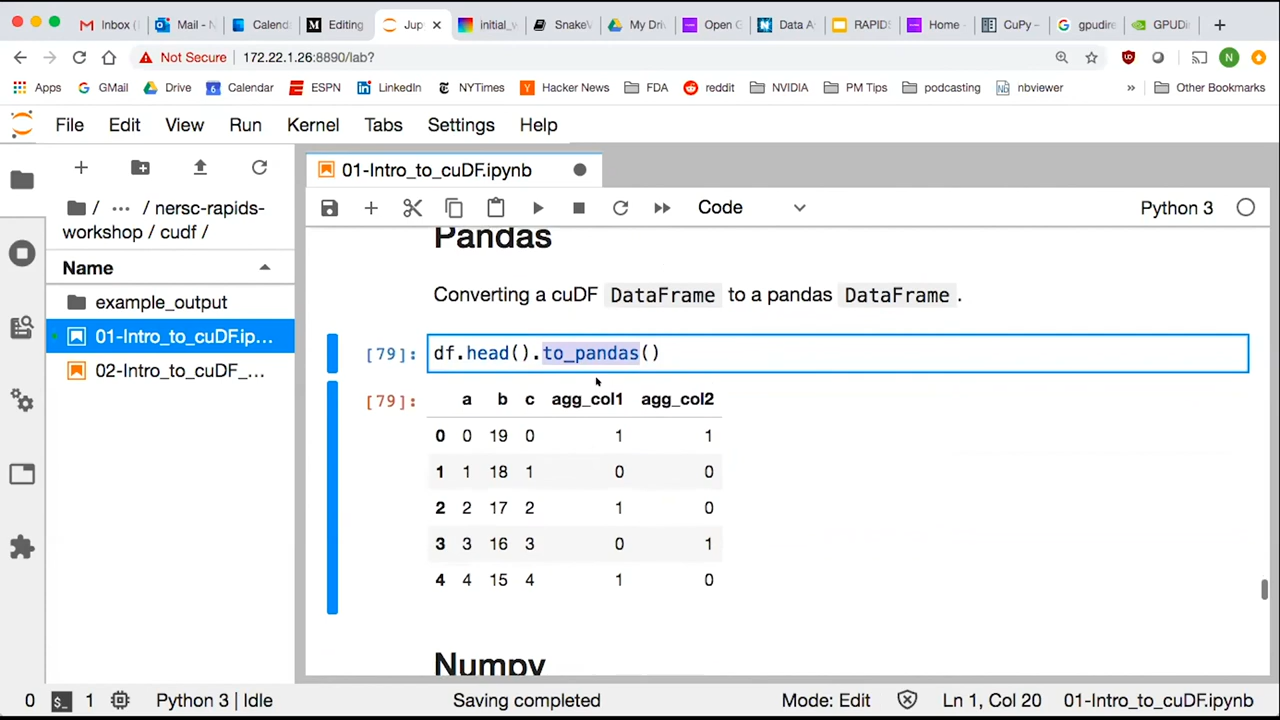 Inbox (
Mail - N
Calend
Editing
Jup
initial_v
SnakeV
My Dri
Open G
Data A
RAPIDS
Home -
CuPy –
gpudire
GPUDi
Not Secure 172.22.1.26:8890/lab?
N
Apps GMail Drive Calendar ESPN LinkedIn NYTimes Hacker News FDA reddit NVIDIA PM Tips podcasting nbviewer » Other Bookmarks
File Edit View Run Kernel Tabs Settings Help
/ ··· / nersc-rapids-
workshop / cudf /
Name
example_output
01-Intro_to_cuDF.ip...
02-Intro_to_cuDF_...
01-Intro_to_cuDF.ipynb
Code Python 3
Pandas
Converting a cuDF DataFrame to a pandas DataFrame.
[79]: df.head().to_pandas()
[79]: a b c agg_col1 agg_col2
0 0 19 0 1 1
1 1 18 1 0 0
2 2 17 2 1 0
3 3 16 3 0 1
4 4 15 4 1 0
Numpy
0 $_ 1 Python 3 | Idle Saving completed Mode: Edit Ln 1, Col 20 01-Intro_to_cuDF.ipynb